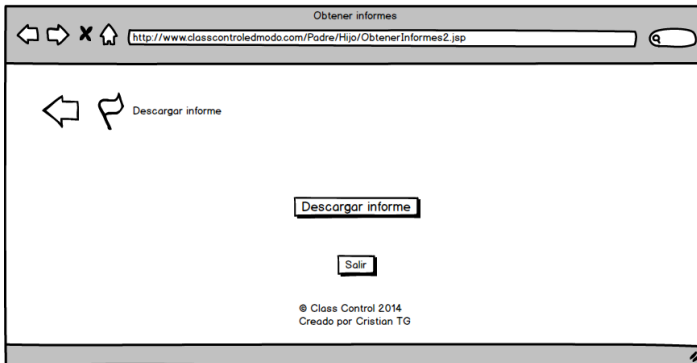 Obtener informes
http://www.classcontroledmodo.com/Padre/Hijo/ObtenerInformes2.jsp
Descargar informe
Descargar informe
Salir
© Class Control 2014
Creado por Cristian TG